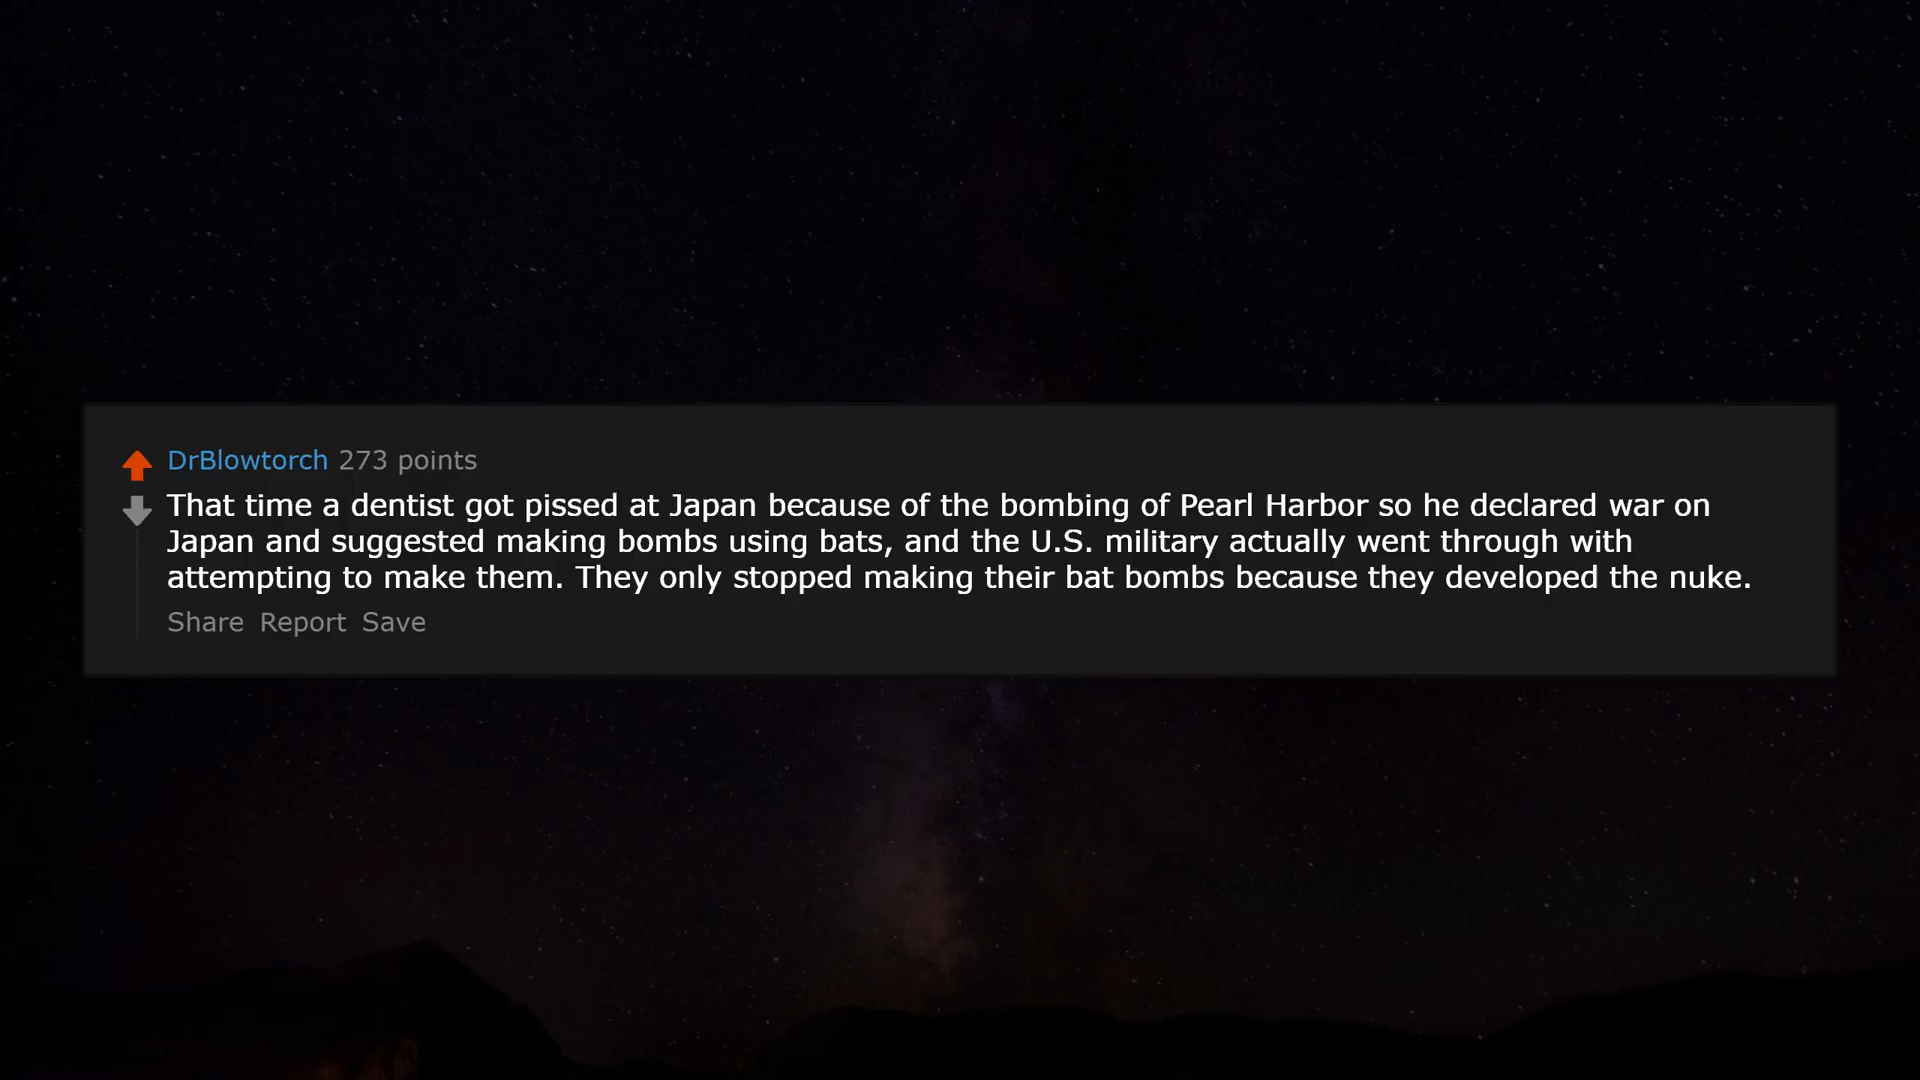 DrBlowtorch 273 points
That time a dentist got pissed at Japan because of the bombing of Pearl Harbor so he declared war on
Japan and suggested making bombs using bats, and the U.S. military actually went through with
attempting to make them. They only stopped making their bat bombs because they developed the nuke.
Share Report Save